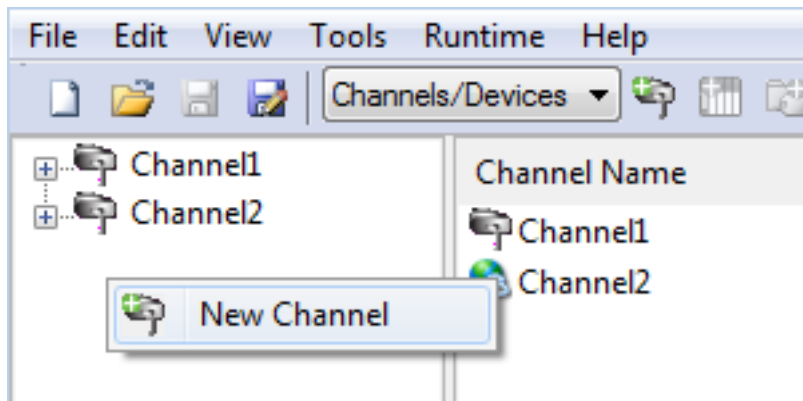 File Edit View Tools Runtime Help
Channels/Devices
Channel1
Channel2
Channel Name
Channel1
Channel2
New Channel